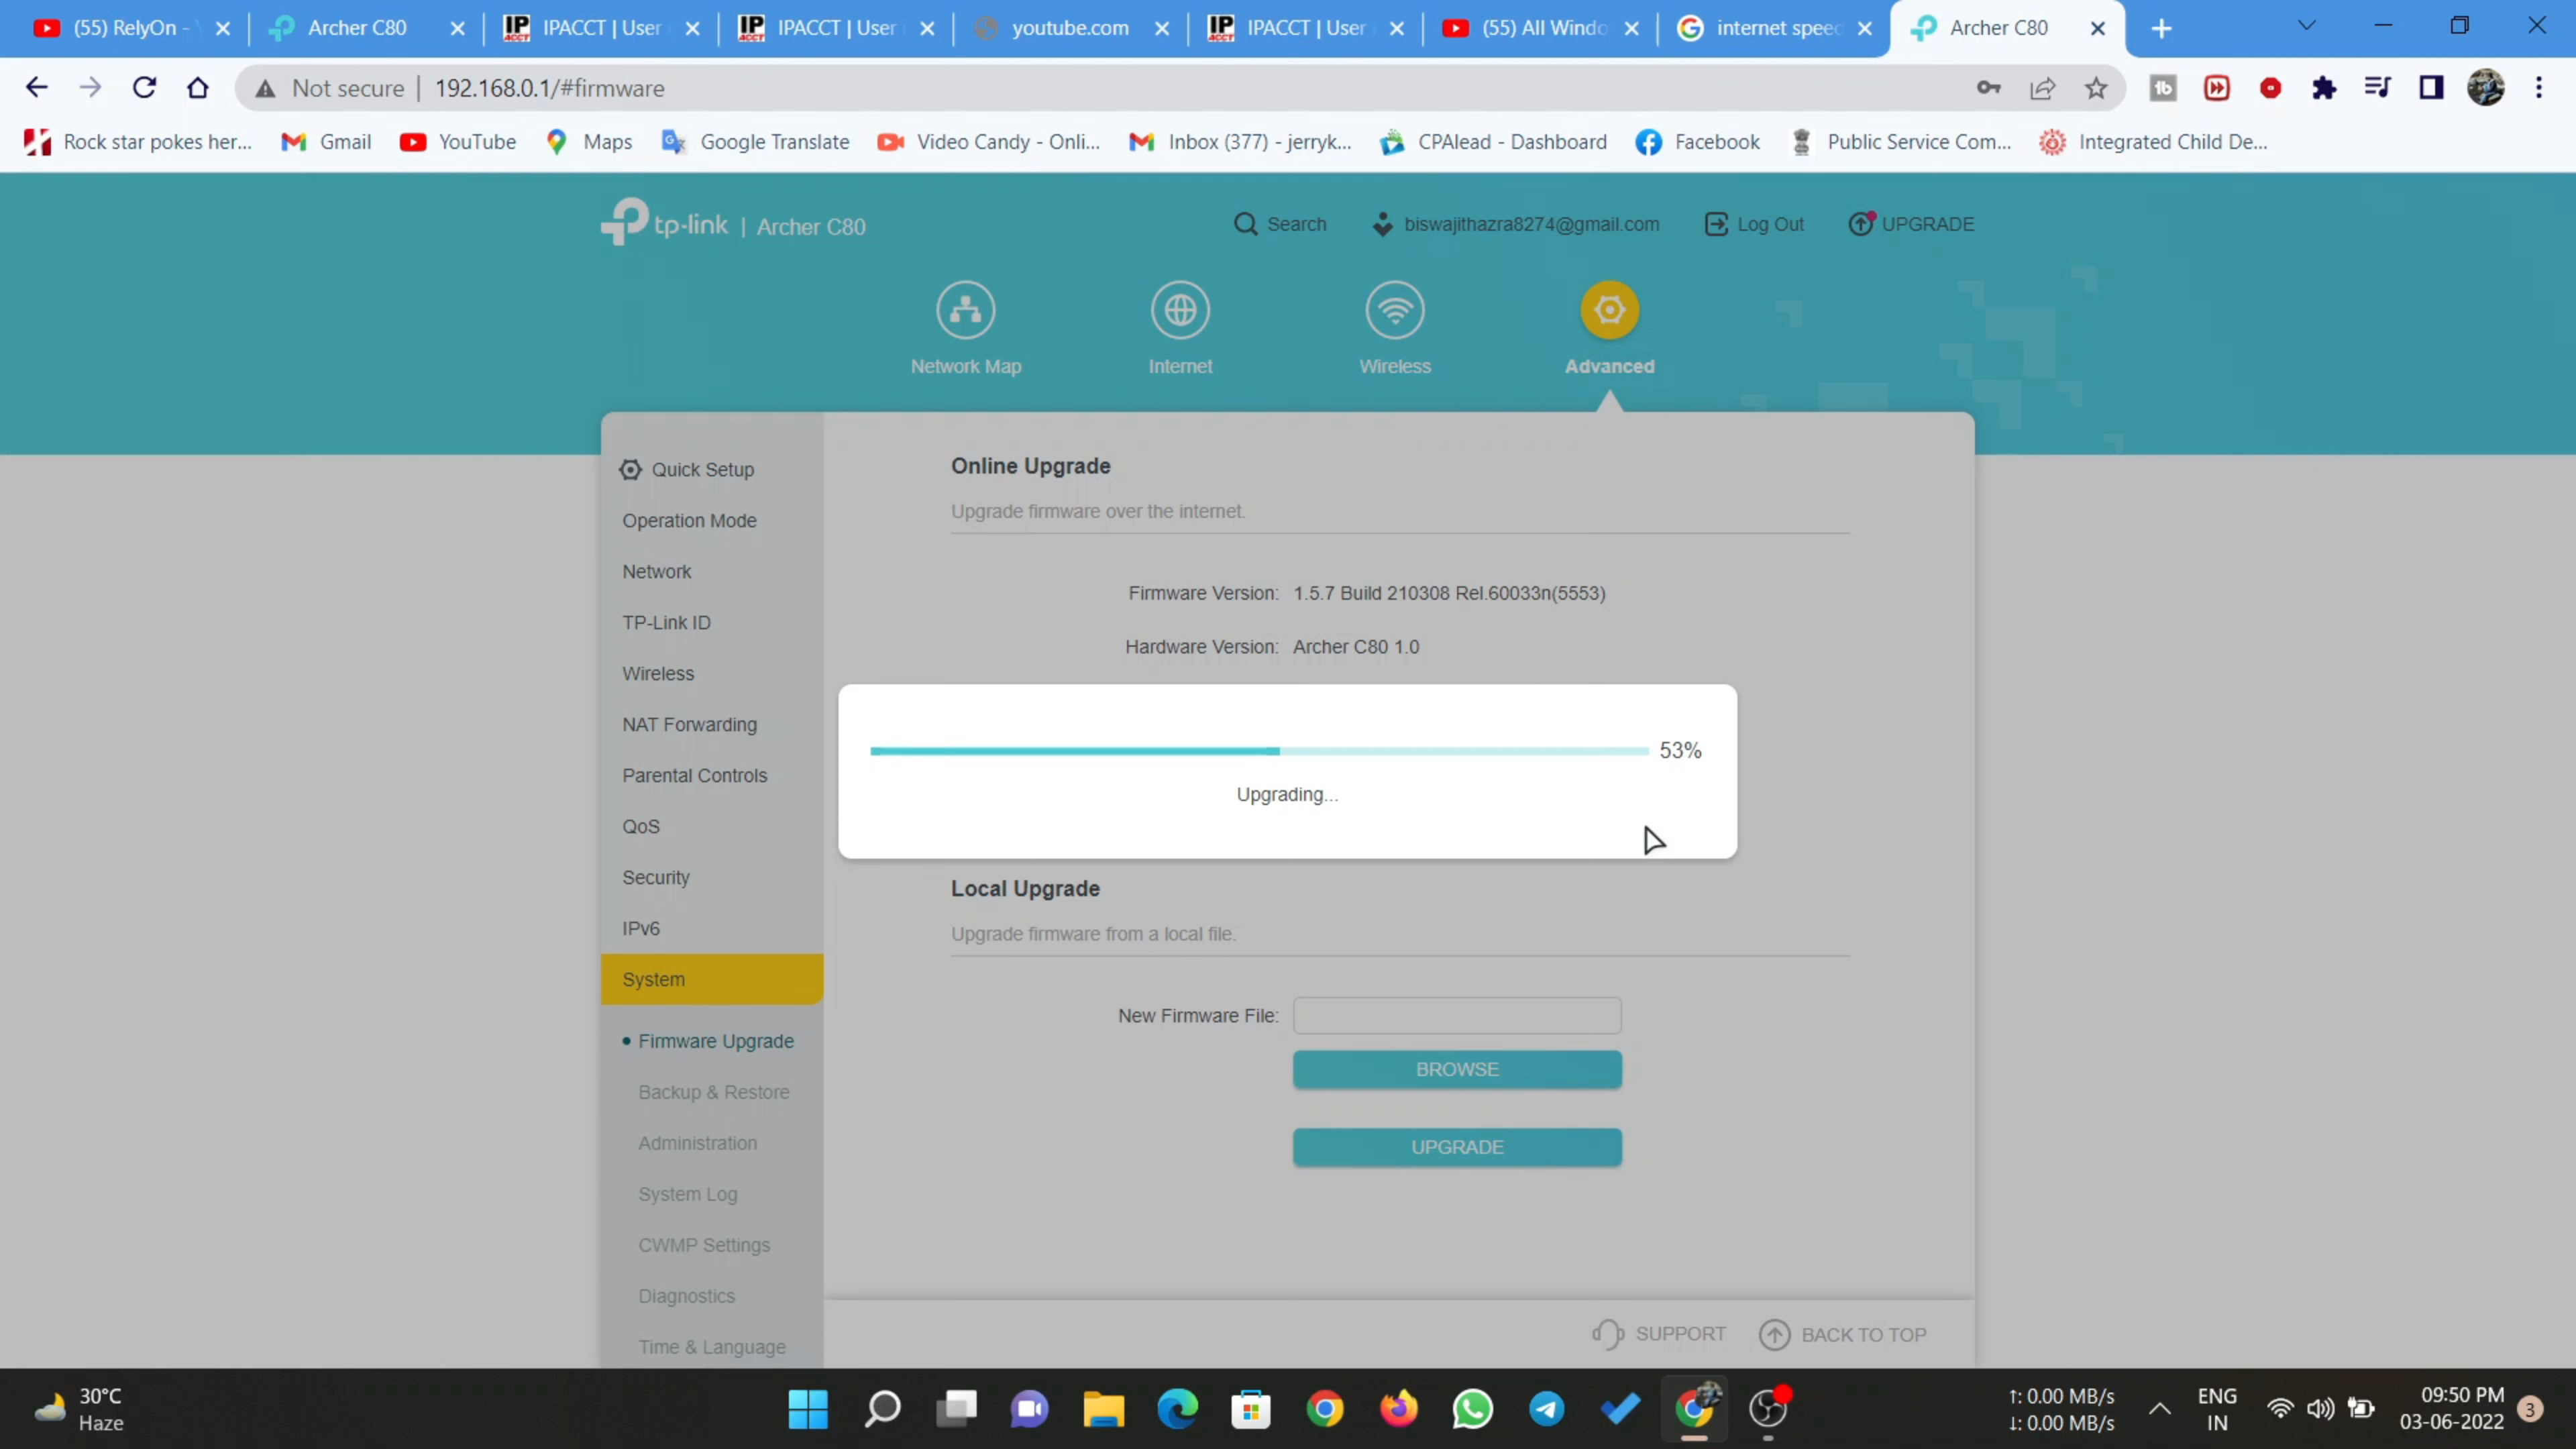 (55) RelyOn -
Archer C80
IPACCT | User
IPACCT | User
youtube.com
IPACCT | User
(55) All Windo
internet speed
Archer C80
Not secure | 192.168.0.1/#firmware
Rock star pokes her...
Gmail
YouTube
Maps
Google Translate
Video Candy - Onli...
Inbox (377) - jerryk...
CPAlead - Dashboard
Facebook
Public Service Com...
Integrated Child De...
tp-link | Archer C80
Search
biswajithazra8274@gmail.com
Log Out
UPGRADE
Network Map
Internet
Wireless
Advanced
Quick Setup
Operation Mode
Network
TP-Link ID
Wireless
NAT Forwarding
Parental Controls
QoS
Security
IPv6
System
Firmware Upgrade
Backup & Restore
Administration
System Log
CWMP Settings
Diagnostics
Time & Language
Online Upgrade
Upgrade firmware over the internet.
Firmware Version: 1.5.7 Build 210308 Rel.60033n(5553)
Hardware Version: Archer C80 1.0
53%
Upgrading...
Local Upgrade
Upgrade firmware from a local file.
New Firmware File:
BROWSE
UPGRADE
SUPPORT
BACK TO TOP
30°C
Haze
↑: 0.00 MB/s
↓: 0.00 MB/s
ENG
IN
09:50 PM
03-06-2022
3